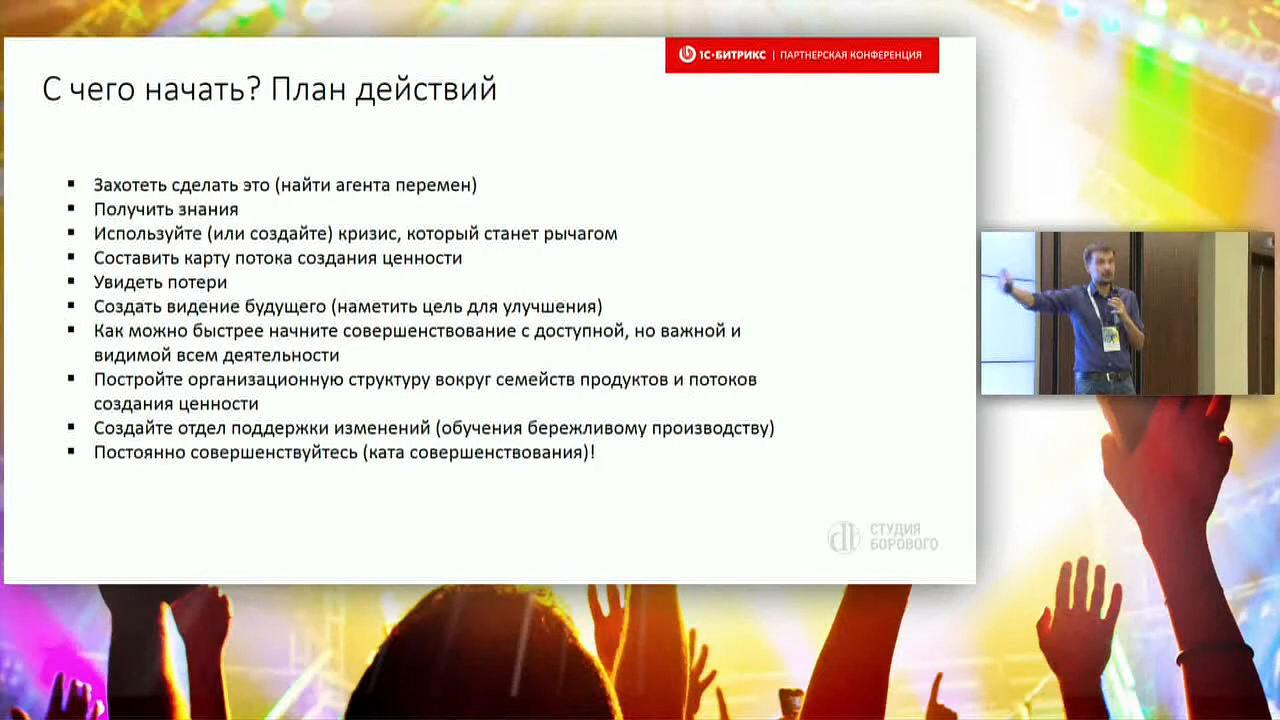 1С-БИТРИКС | ПАРТНЕРСКАЯ КОНФЕРЕНЦИЯ
С чего начать? План действий
▪ Захотеть сделать это (найти агента перемен)
▪ Получить знания
▪ Используйте (или создайте) кризис, который станет рычагом
▪ Составить карту потока создания ценности
▪ Увидеть потери
▪ Создать видение будущего (наметить цель для улучшения)
▪ Как можно быстрее начните совершенствование с доступной, но важной и
видимой всем деятельности
▪ Постройте организационную структуру вокруг семейств продуктов и потоков
создания ценности
▪ Создайте отдел поддержки изменений (обучения бережливому производству)
▪ Постоянно совершенствуйтесь (ката совершенствования)!
СТУДИЯ
БОРОВОГО